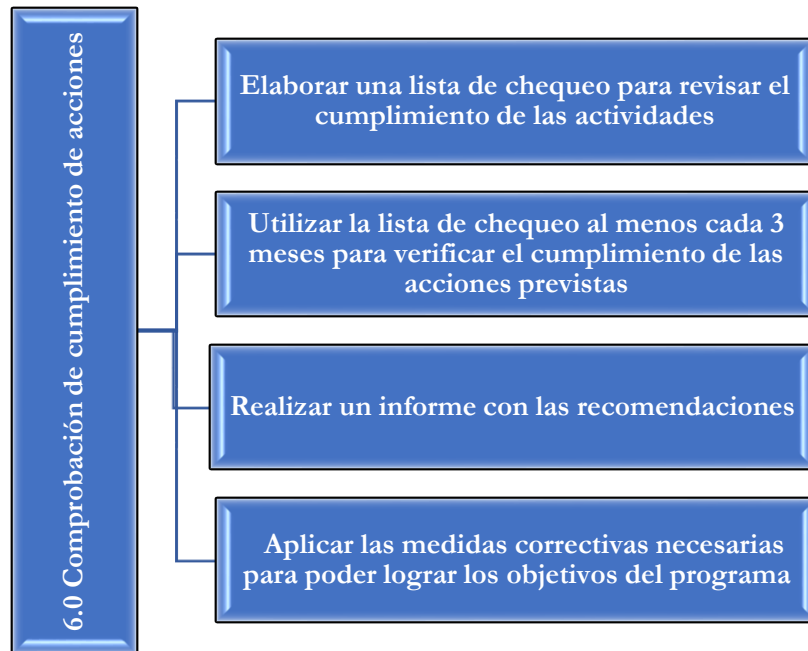 6.0 Comprobación de cumplimiento de acciones
Elaborar una lista de chequeo para revisar el
cumplimiento de las actividades
Utilizar la lista de chequeo al menos cada 3
meses para verificar el cumplimiento de las
acciones previstas
Realizar un informe con las recomendaciones
Aplicar las medidas correctivas necesarias
para poder lograr los objetivos del programa